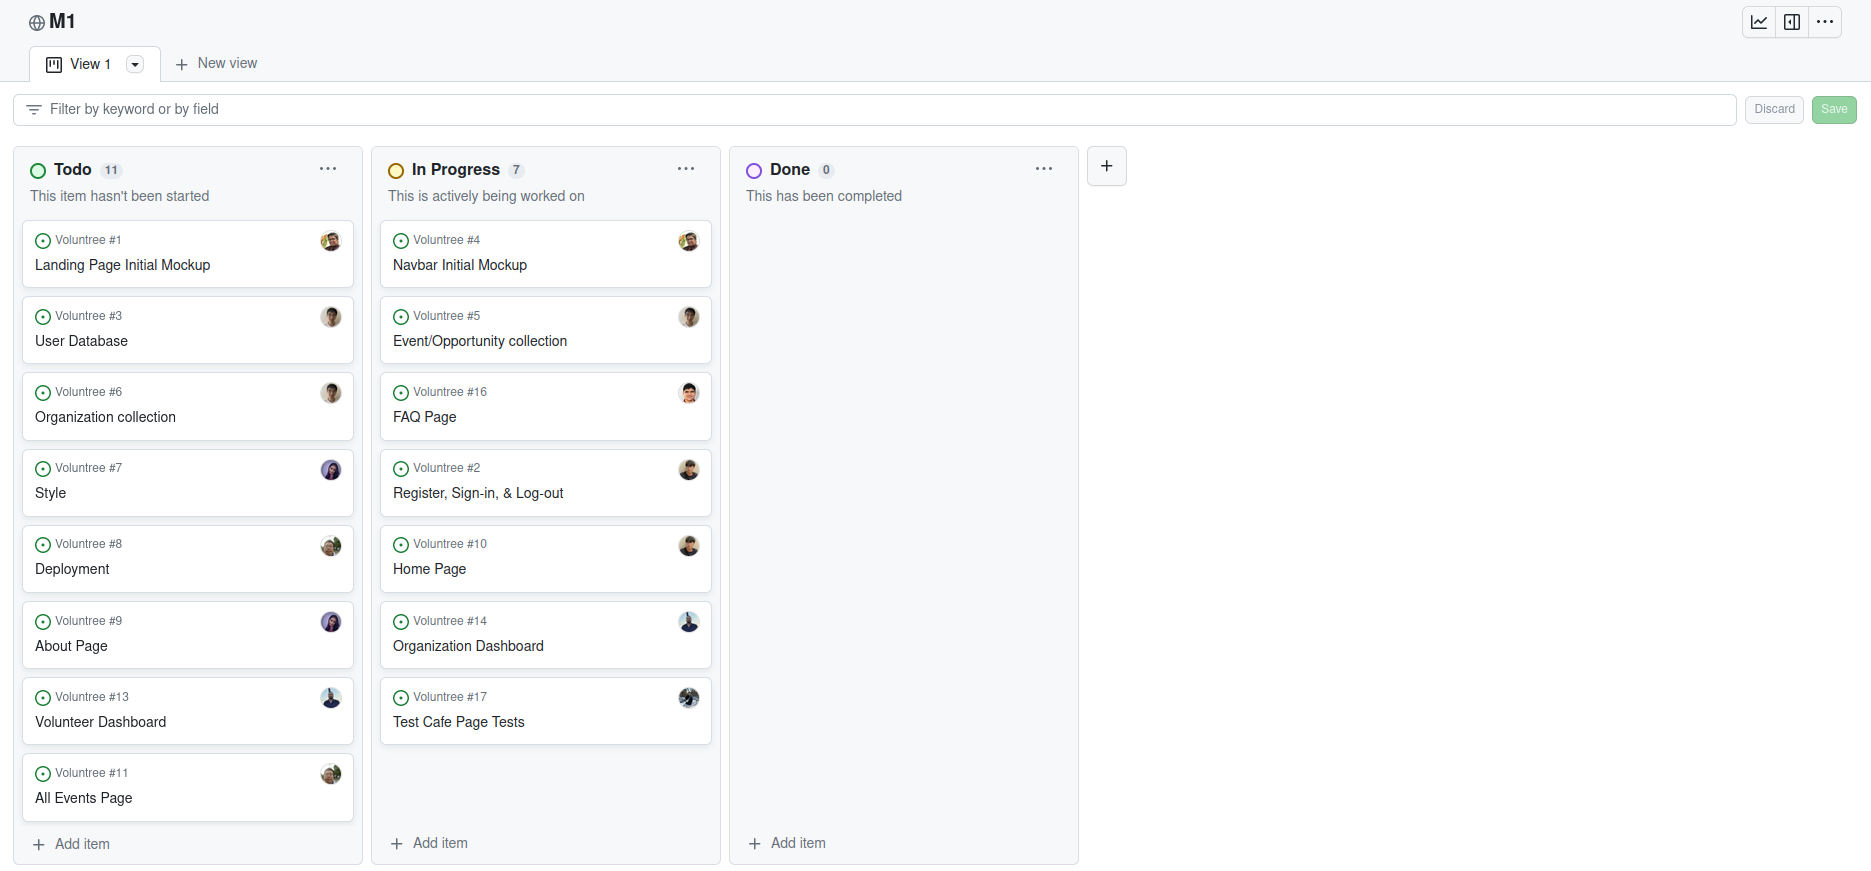 M1
View 1
New view
Filter by keyword or by field
Discard
Save
Todo 11
This item hasn't been started
Voluntree #1
Landing Page Initial Mockup
Voluntree #3
User Database
Voluntree #6
Organization collection
Voluntree #7
Style
Voluntree #8
Deployment
Voluntree #9
About Page
Voluntree #13
Volunteer Dashboard
Voluntree #11
All Events Page
Add item
In Progress 7
This is actively being worked on
Voluntree #4
Navbar Initial Mockup
Voluntree #5
Event/Opportunity collection
Voluntree #16
FAQ Page
Voluntree #2
Register, Sign-in, & Log-out
Voluntree #10
Home Page
Voluntree #14
Organization Dashboard
Voluntree #17
Test Cafe Page Tests
Add item
Done 0
This has been completed
Add item